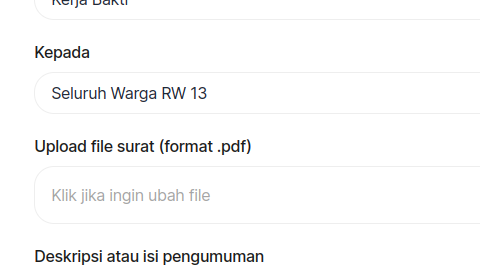 Kerja Bakti
Kepada
Seluruh Warga RW 13
Upload file surat (format .pdf)
Klik jika ingin ubah file
Deskripsi atau isi pengumuman